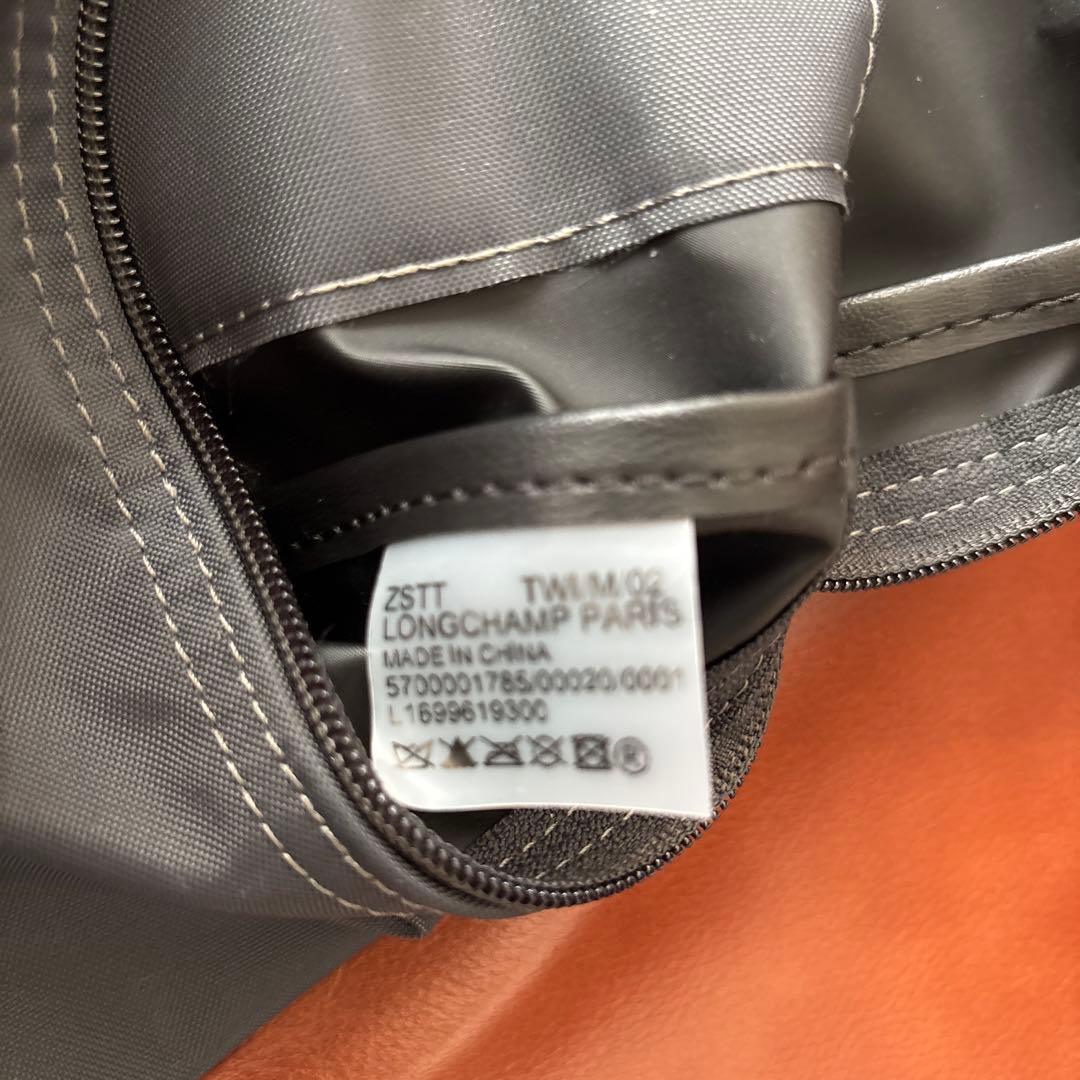 ZSTT TWI/M 02
LONGCHAMP PARIS
MADE IN CHINA
5700001785/00020/0001
L1699619300